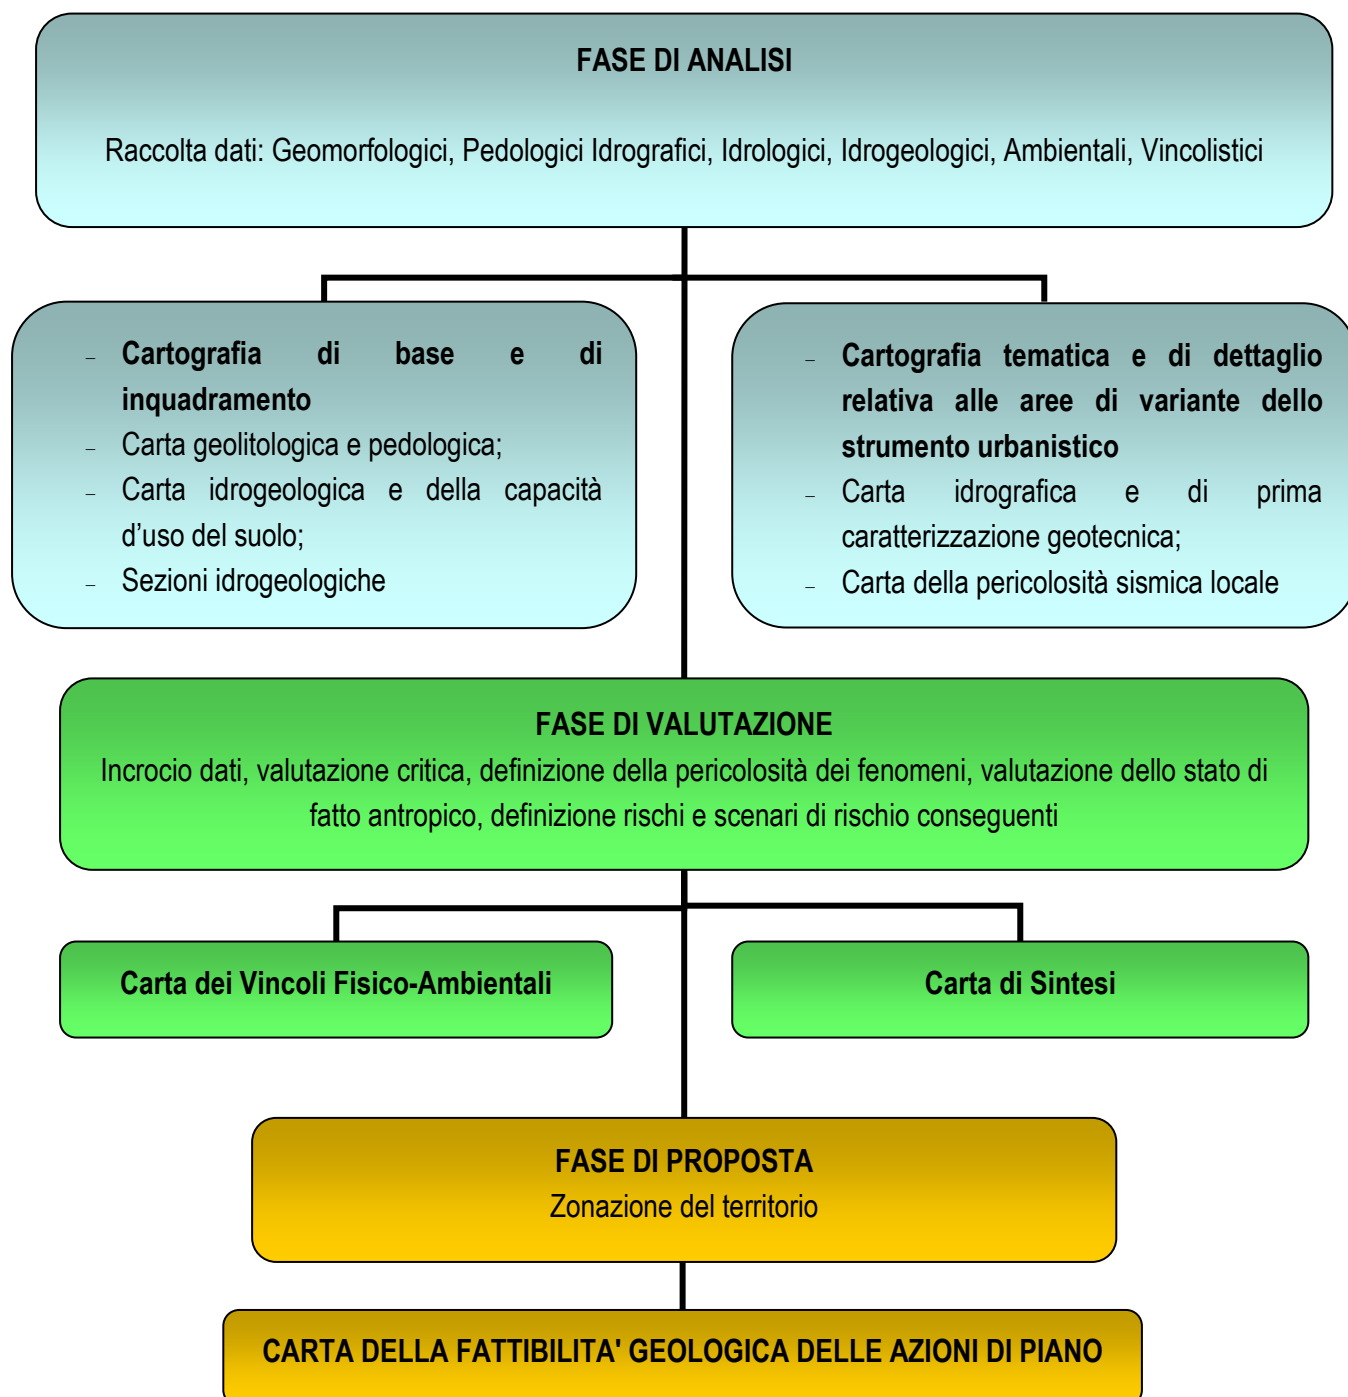 FASE DI ANALISI
Raccolta dati: Geomorfologici, Pedologici Idrografici, Idrologici, Idrogeologici, Ambientali, Vincolistici
– Cartografia di base e di
inquadramento
– Carta geolitologica e pedologica;
– Carta idrogeologica e della capacità
d’uso del suolo;
– Sezioni idrogeologiche
– Cartografia tematica e di dettaglio
relativa alle aree di variante dello
strumento urbanistico
– Carta idrografica e di prima
caratterizzazione geotecnica;
– Carta della pericolosità sismica locale
FASE DI VALUTAZIONE
Incrocio dati, valutazione critica, definizione della pericolosità dei fenomeni, valutazione dello stato di
fatto antropico, definizione rischi e scenari di rischio conseguenti
Carta dei Vincoli Fisico-Ambientali
Carta di Sintesi
FASE DI PROPOSTA
Zonazione del territorio
CARTA DELLA FATTIBILITA' GEOLOGICA DELLE AZIONI DI PIANO